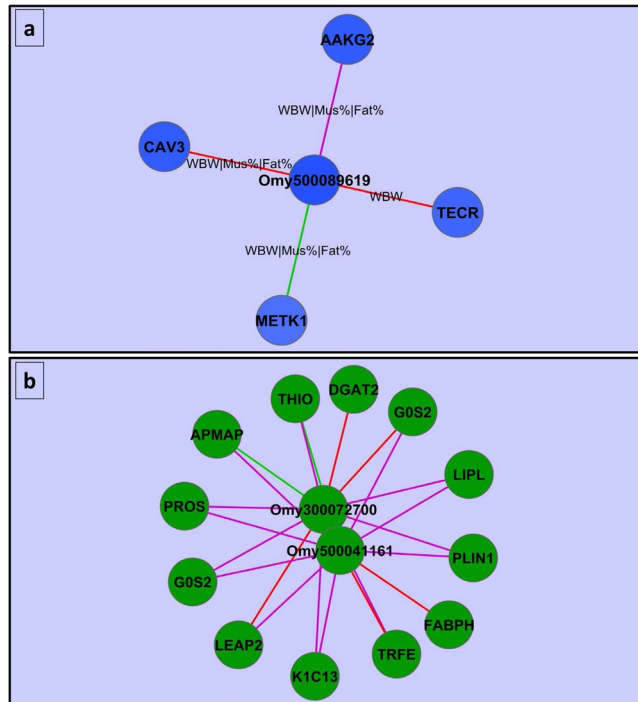 a
AAKG2
WBW|Mus%|Fat%
CAV3
WBW|Mus%|Fat%
Omy500089619
WBW
TECR
WBW|Mus%|Fat%
METK1
b
THIO
DGAT2
G0S2
APMAP
LIPL
PROS
Omy300072700
Omy500041161
PLIN1
G0S2
FABPH
LEAP2
TRFE
K1C13